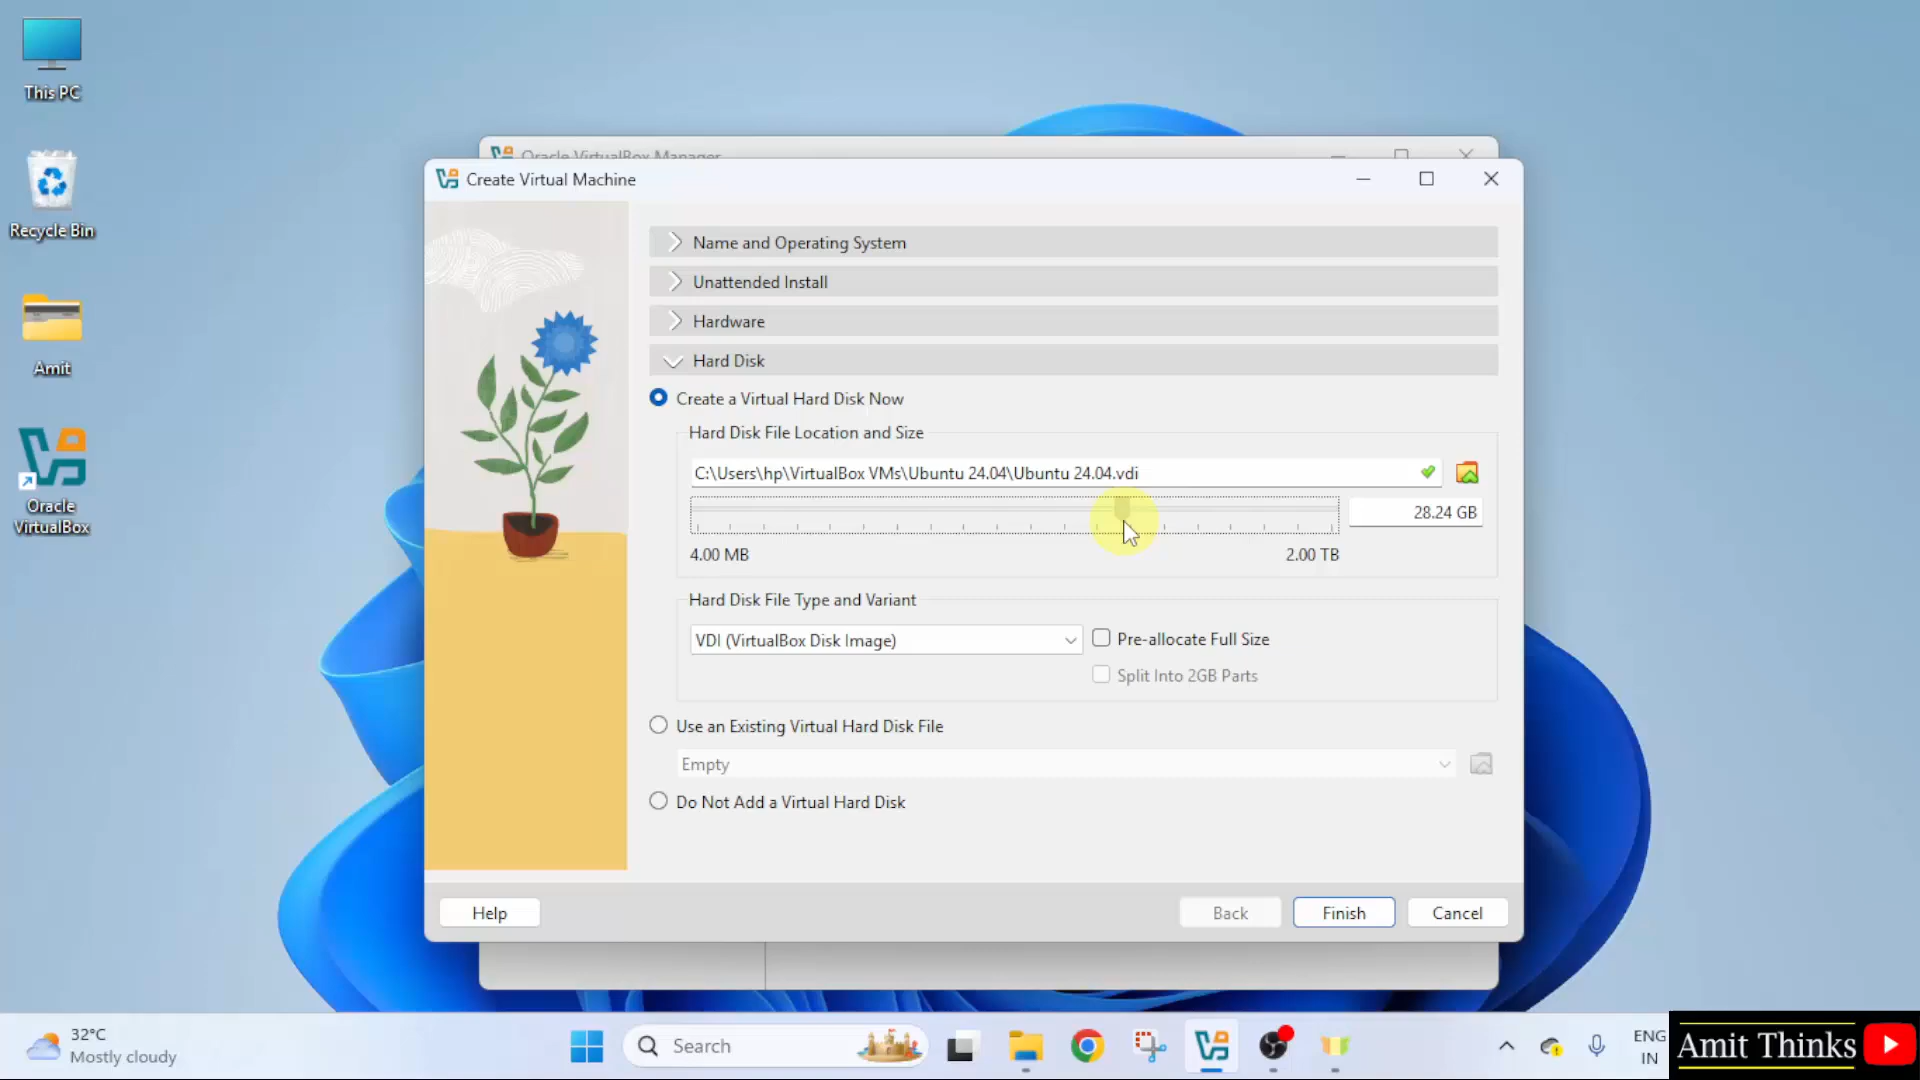 This PC
Recycle Bin
Amit
Oracle
VirtualBox
Oracle VirtualBox Manager
Create Virtual Machine
Name and Operating System
Unattended Install
Hardware
Hard Disk
Create a Virtual Hard Disk Now
Hard Disk File Location and Size
C:\Users\hp\VirtualBox VMs\Ubuntu 24.04\Ubuntu 24.04.vdi
28.24 GB
4.00 MB
2.00 TB
Hard Disk File Type and Variant
VDI (VirtualBox Disk Image)
Pre-allocate Full Size
Split Into 2GB Parts
Use an Existing Virtual Hard Disk File
Empty
Do Not Add a Virtual Hard Disk
Help
Back
Finish
Cancel
32°C
Mostly cloudy
Search
ENG
IN
Amit Thinks